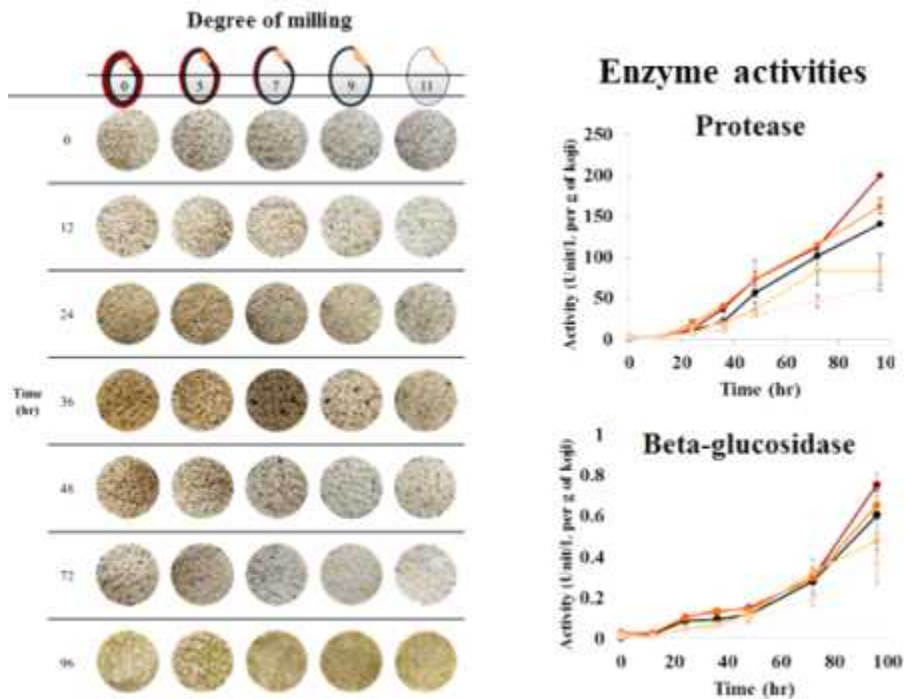 Degree of milling
0 5 7 9 11
0
12
24
Time
(hr)
36
48
72
96
Enzyme activities
Protease
Activity (Unit/L per g of koji)
250
200
150
100
50
0
0 20 40 60 80 10
Time (hr)
Beta-glucosidase
Activity (Unit/L per g of koji)
1
0.8
0.6
0.4
0.2
0
0 20 40 60 80 100
Time (hr)